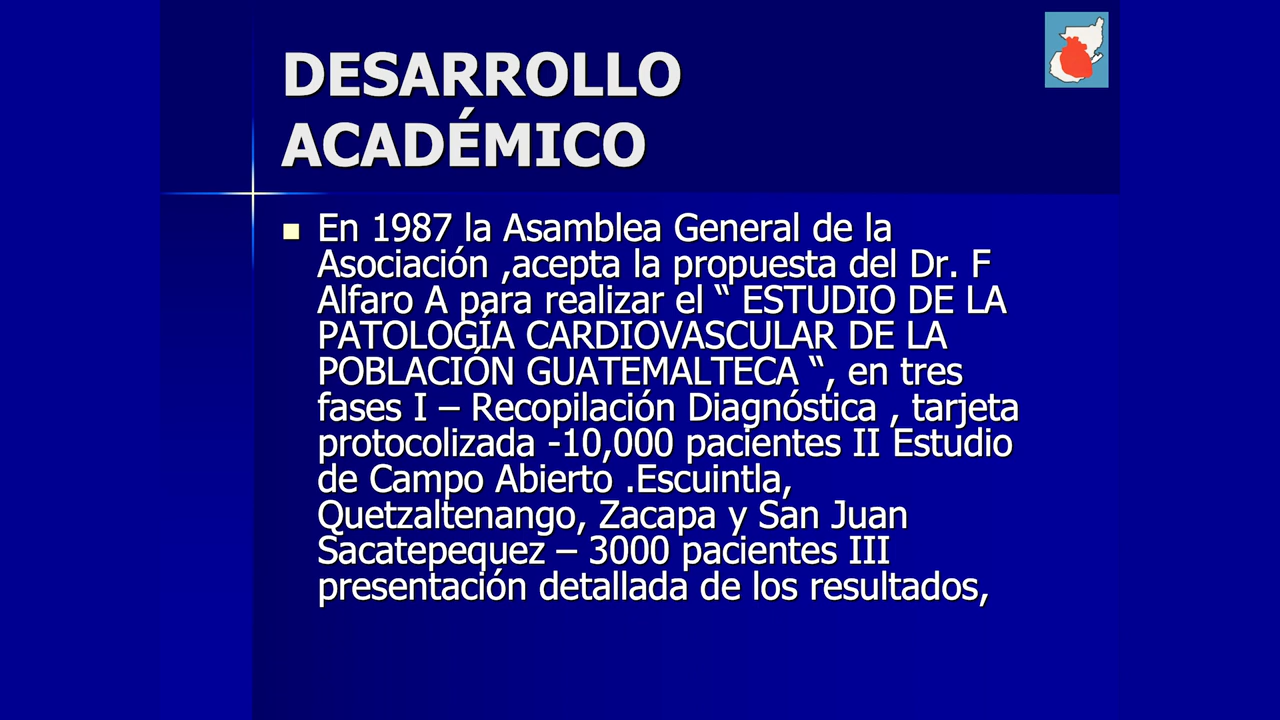 DESARROLLO
ACADÉMICO
En 1987 la Asamblea General de la
Asociación ,acepta la propuesta del Dr. F
Alfaro A para realizar el “ ESTUDIO DE LA
PATOLOGÍA CARDIOVASCULAR DE LA
POBLACIÓN GUATEMALTECA “, en tres
fases I – Recopilación Diagnóstica , tarjeta
protocolizada -10,000 pacientes II Estudio
de Campo Abierto .Escuintla,
Quetzaltenango, Zacapa y San Juan
Sacatepequez – 3000 pacientes III
presentación detallada de los resultados,